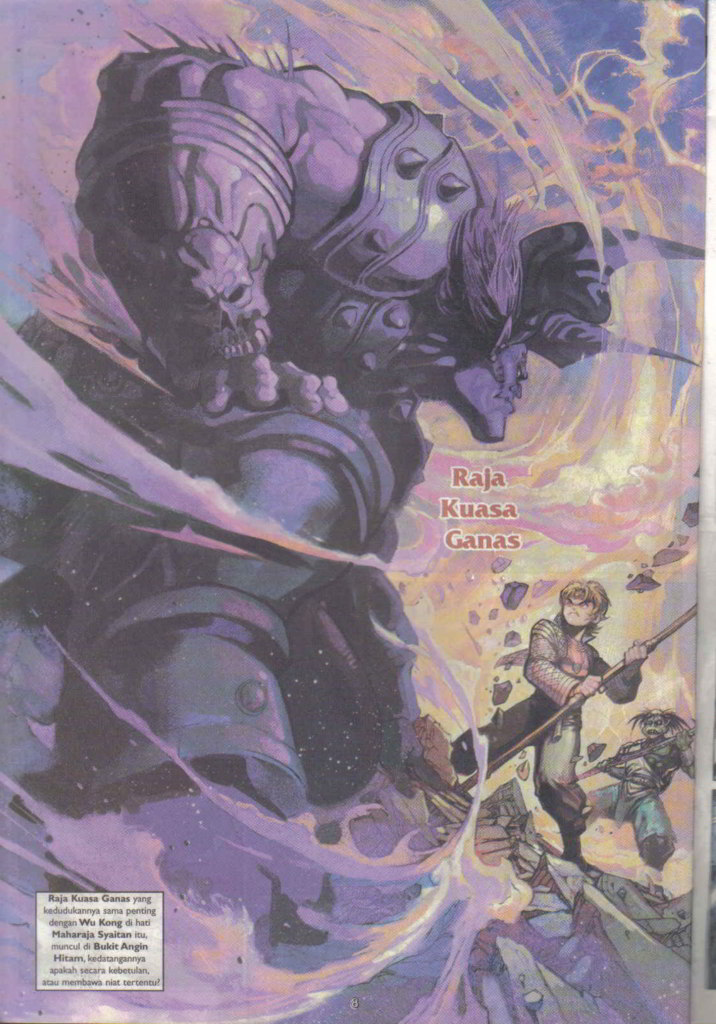 Raja
Kuasa
Ganas
Raja Kuasa Ganas yang
kedudukannya sama penting
dengan Wu Kong di hati
Maharaja Syaitan itu,
muncul di Bukit Angin
Hitam, kedatangannya
apakah secara kebetulan,
atau membawa niat tertentu?
8